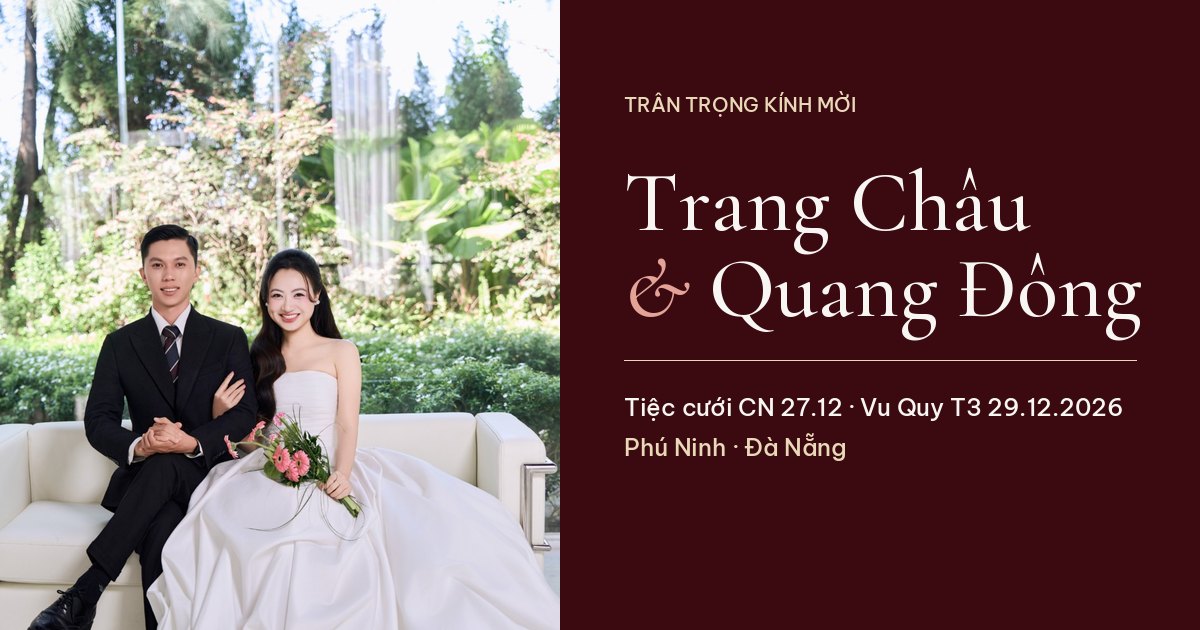 TRÂN TRỌNG KÍNH MỜI
Trang Châu
& Quang Đông
Tiệc cưới CN 27.12 · Vu Quy T3 29.12.2026
Phú Ninh · Đà Nẵng